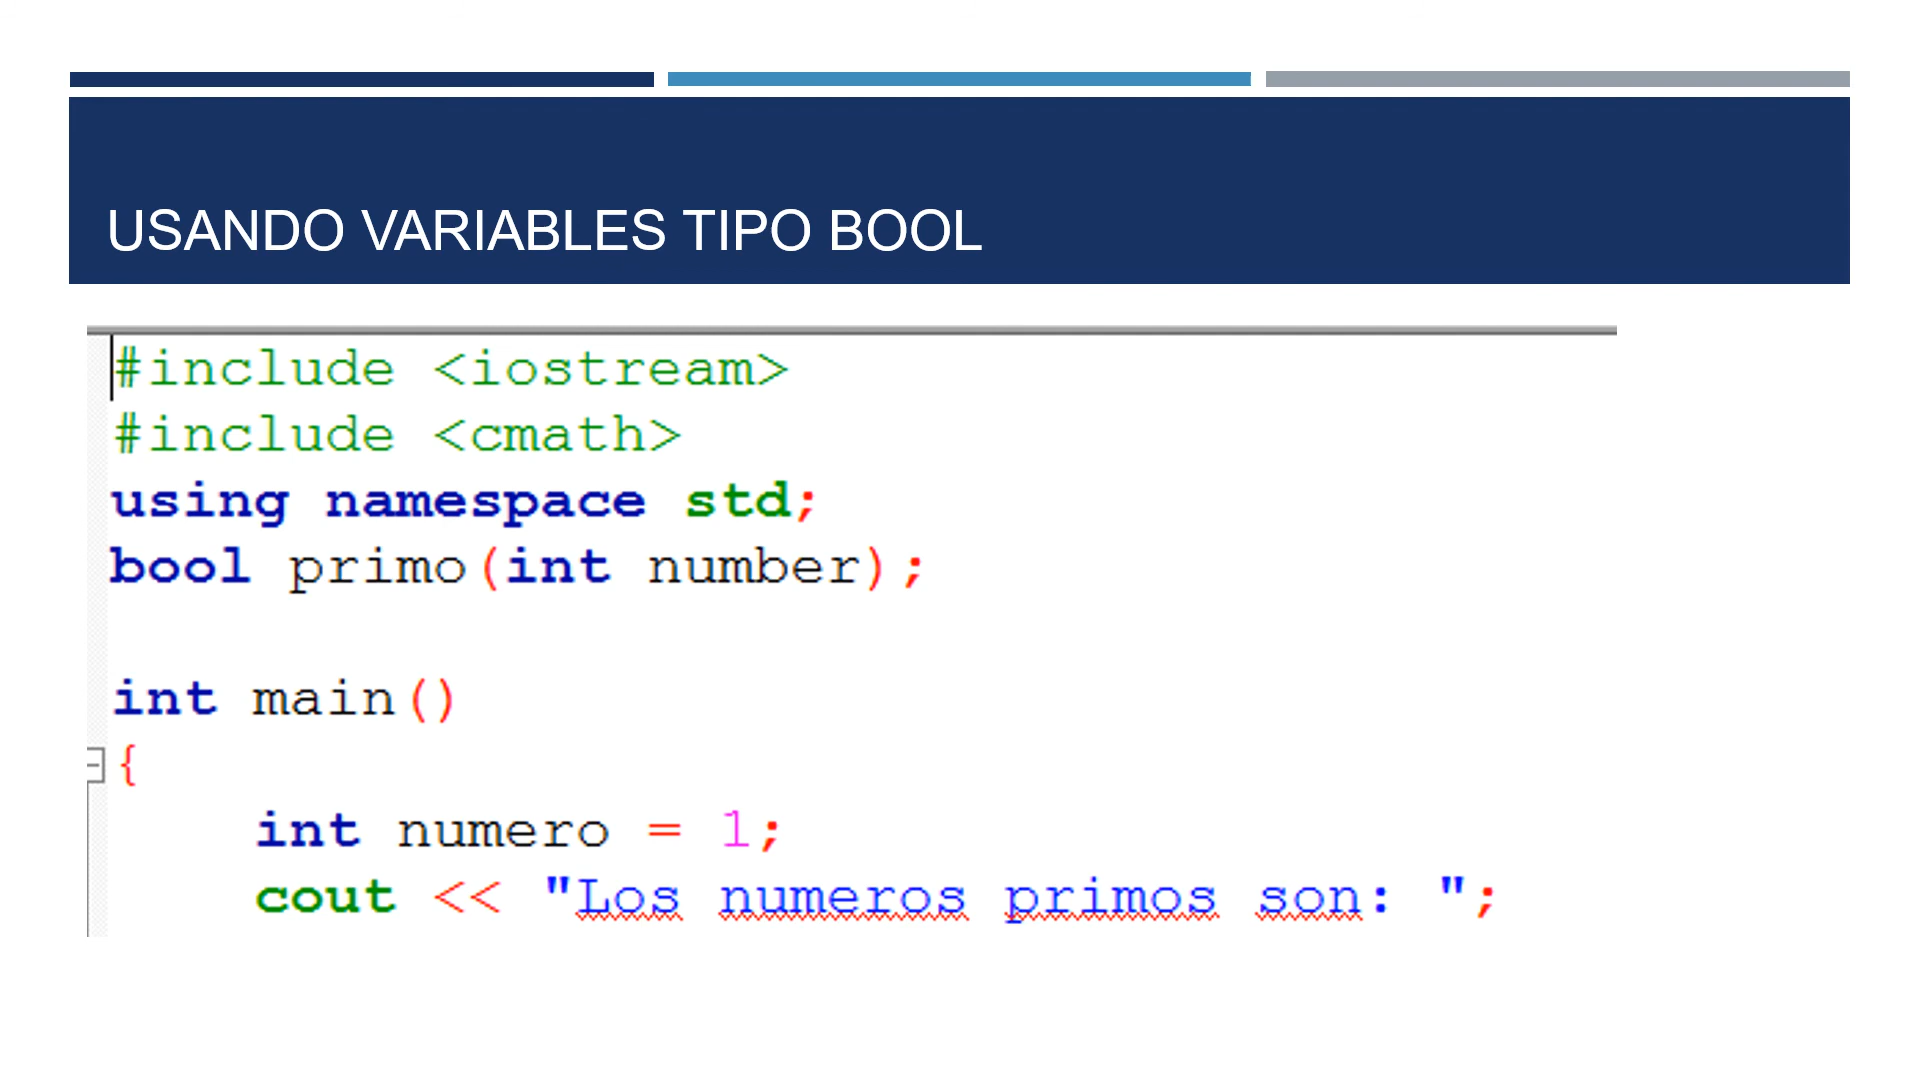 USANDO VARIABLES TIPO BOOL
#include <iostream>
#include <cmath>
using namespace std;
bool primo(int number);
int main()
{
int numero = 1;
cout << "Los numeros primos son: ";